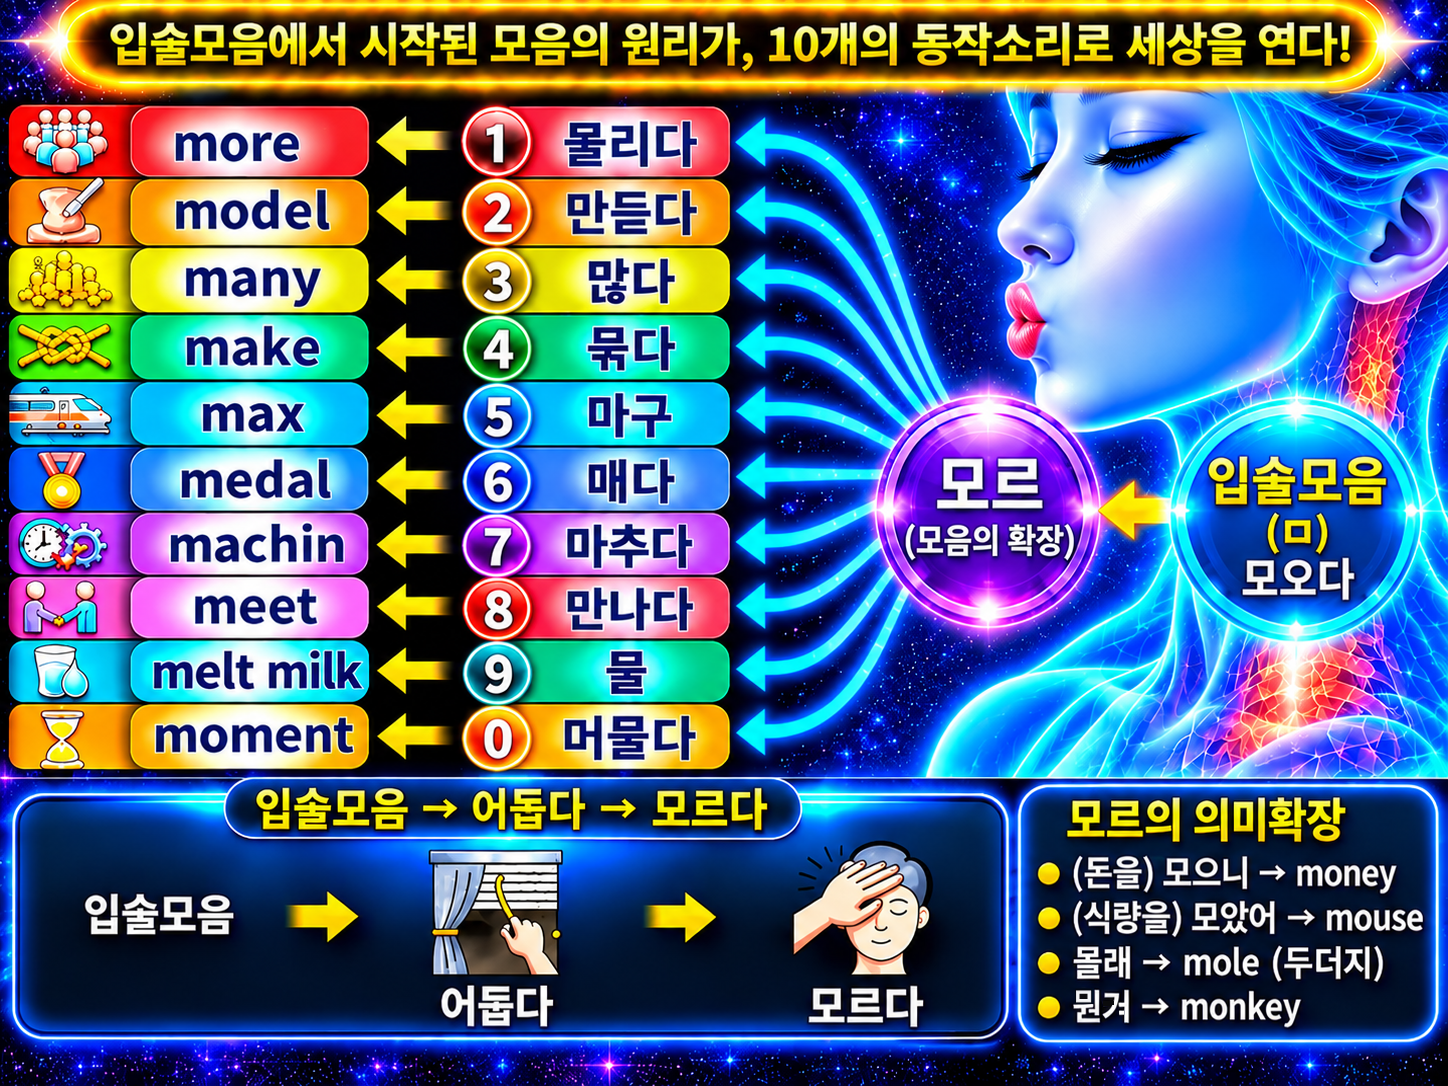 입술모음에서 시작된 모음의 원리가, 10개의 동작소리로 세상을 연다!
more 1 물리다
model 2 만듣다
many 3 많다
make 4 묶다
max 5 마구
medal 6 매다
machin 7 마추다
meet 8 만나다
melt milk 9 물
moment 0 머물다
모르
(모음의 확장)
입술모음
(ㅁ)
모오다
입술모음 → 어둡다 → 모르다
입술모음
어둡다
모르다
모르의 의미확장
(돈을) 모으니 → money
(식량을) 모았어 → mouse
몰래 → mole (두더지)
뭔겨 → monkey